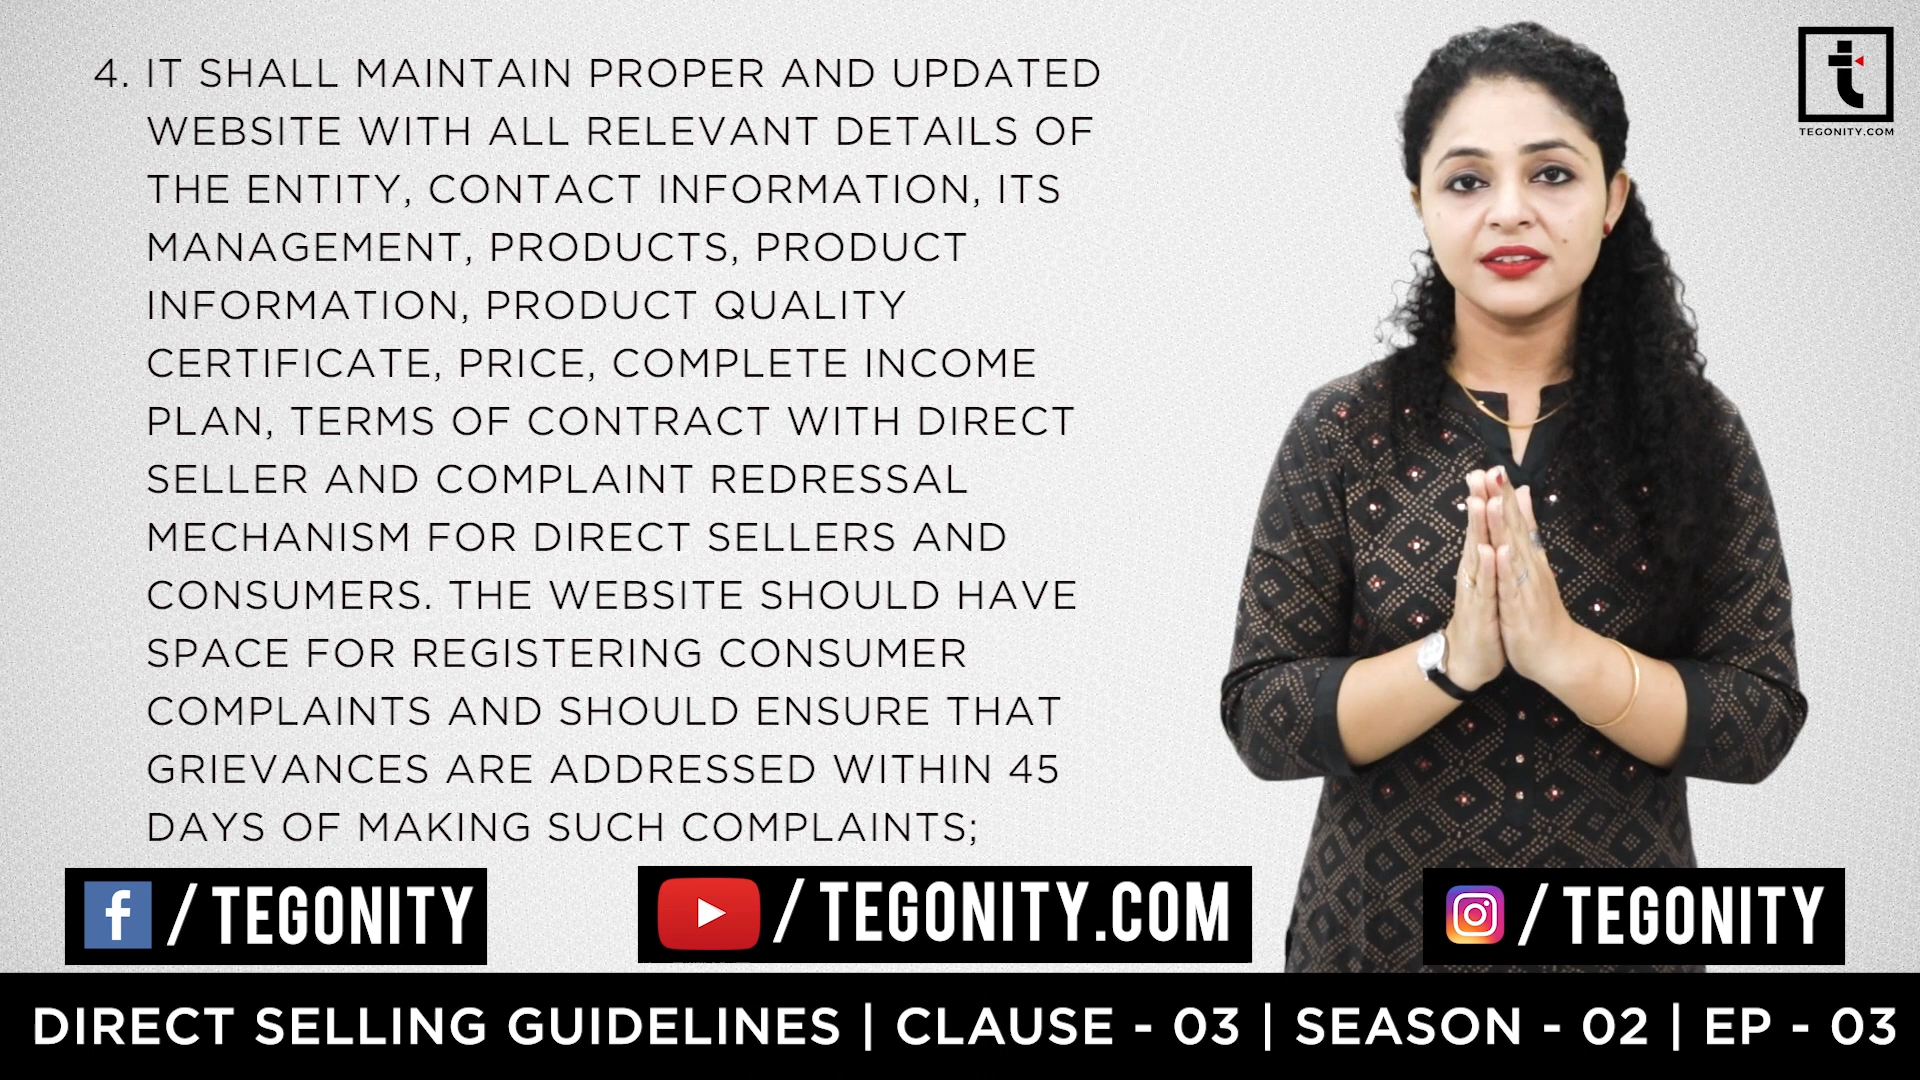 4. IT SHALL MAINTAIN PROPER AND UPDATED
WEBSITE WITH ALL RELEVANT DETAILS OF
THE ENTITY, CONTACT INFORMATION, ITS
MANAGEMENT, PRODUCTS, PRODUCT
INFORMATION, PRODUCT QUALITY
CERTIFICATE, PRICE, COMPLETE INCOME
PLAN, TERMS OF CONTRACT WITH DIRECT
SELLER AND COMPLAINT REDRESSAL
MECHANISM FOR DIRECT SELLERS AND
CONSUMERS. THE WEBSITE SHOULD HAVE
SPACE FOR REGISTERING CONSUMER
COMPLAINTS AND SHOULD ENSURE THAT
GRIEVANCES ARE ADDRESSED WITHIN 45
DAYS OF MAKING SUCH COMPLAINTS;
t
TEGONITY.COM
f / TEGONITY
/ TEGONITY.COM
/ TEGONITY
DIRECT SELLING GUIDELINES | CLAUSE - 03 | SEASON - 02 | EP - 03